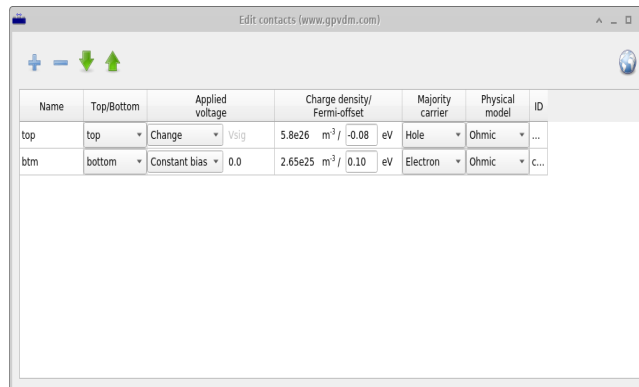 Edit contacts (www.gpvdm.com)
Name Top/Bottom Applied voltage Charge density/ Fermi-offset Majority carrier Physical model ID
top top Change Vsig 5.8e26 m-3 / -0.08 eV Hole Ohmic ...
btm bottom Constant bias 0.0 2.65e25 m-3 / 0.10 eV Electron Ohmic c...